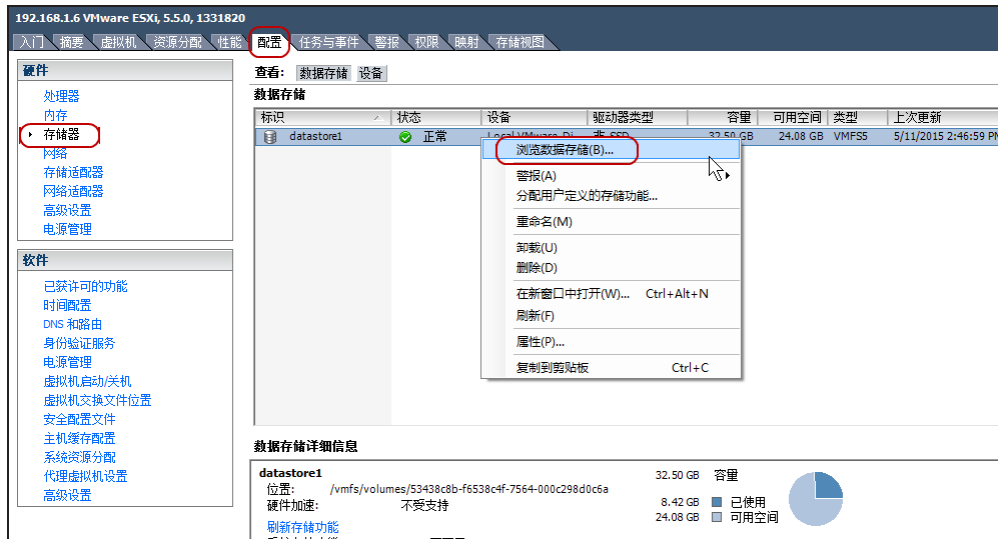 192.168.1.6 VMware ESXi, 5.5.0, 1331820
入门 摘要 虚拟机 资源分配 性能 配置 任务与事件 警报 权限 映射 存储视图
硬件
处理器
内存
存储器
网络
存储适配器
网络适配器
高级设置
电源管理
软件
已获许可的功能
时间配置
DNS 和路由
身份验证服务
电源管理
虚拟机启动/关机
虚拟机交换文件位置
安全配置文件
主机缓存配置
系统资源分配
代理虚拟机设置
高级设置
查看: 数据存储 设备
数据存储
标识 状态 设备 驱动器类型 容量 可用空间 类型 上次更新
datastore1 正常 Local VMware Di 非 SSD 32.50 GB 24.08 GB VMFS5 5/11/2015 2:46:59 PM
浏览数据存储(B)...
警报(A)
分配用户定义的存储功能...
重命名(M)
卸载(U)
删除(D)
在新窗口中打开(W)... Ctrl+Alt+N
刷新(F)
属性(P)...
复制到剪贴板 Ctrl+C
数据存储详细信息
datastore1 32.50 GB 容量
位置: /vmfs/volumes/53438c8b-f6538c4f-7564-000c298d0c6a
硬件加速: 不受支持 8.42 GB 已使用
24.08 GB 可用空间
刷新存储功能